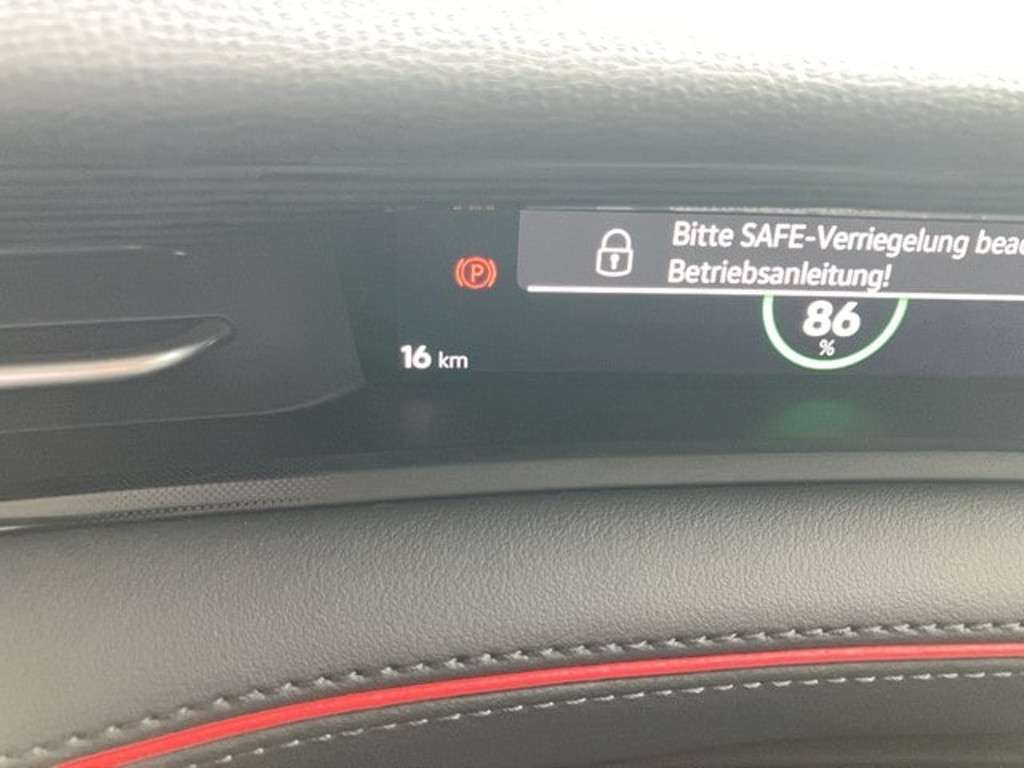 Bitte SAFE-Verriegelung
Betriebsanleitung!
P
86
%
16 km